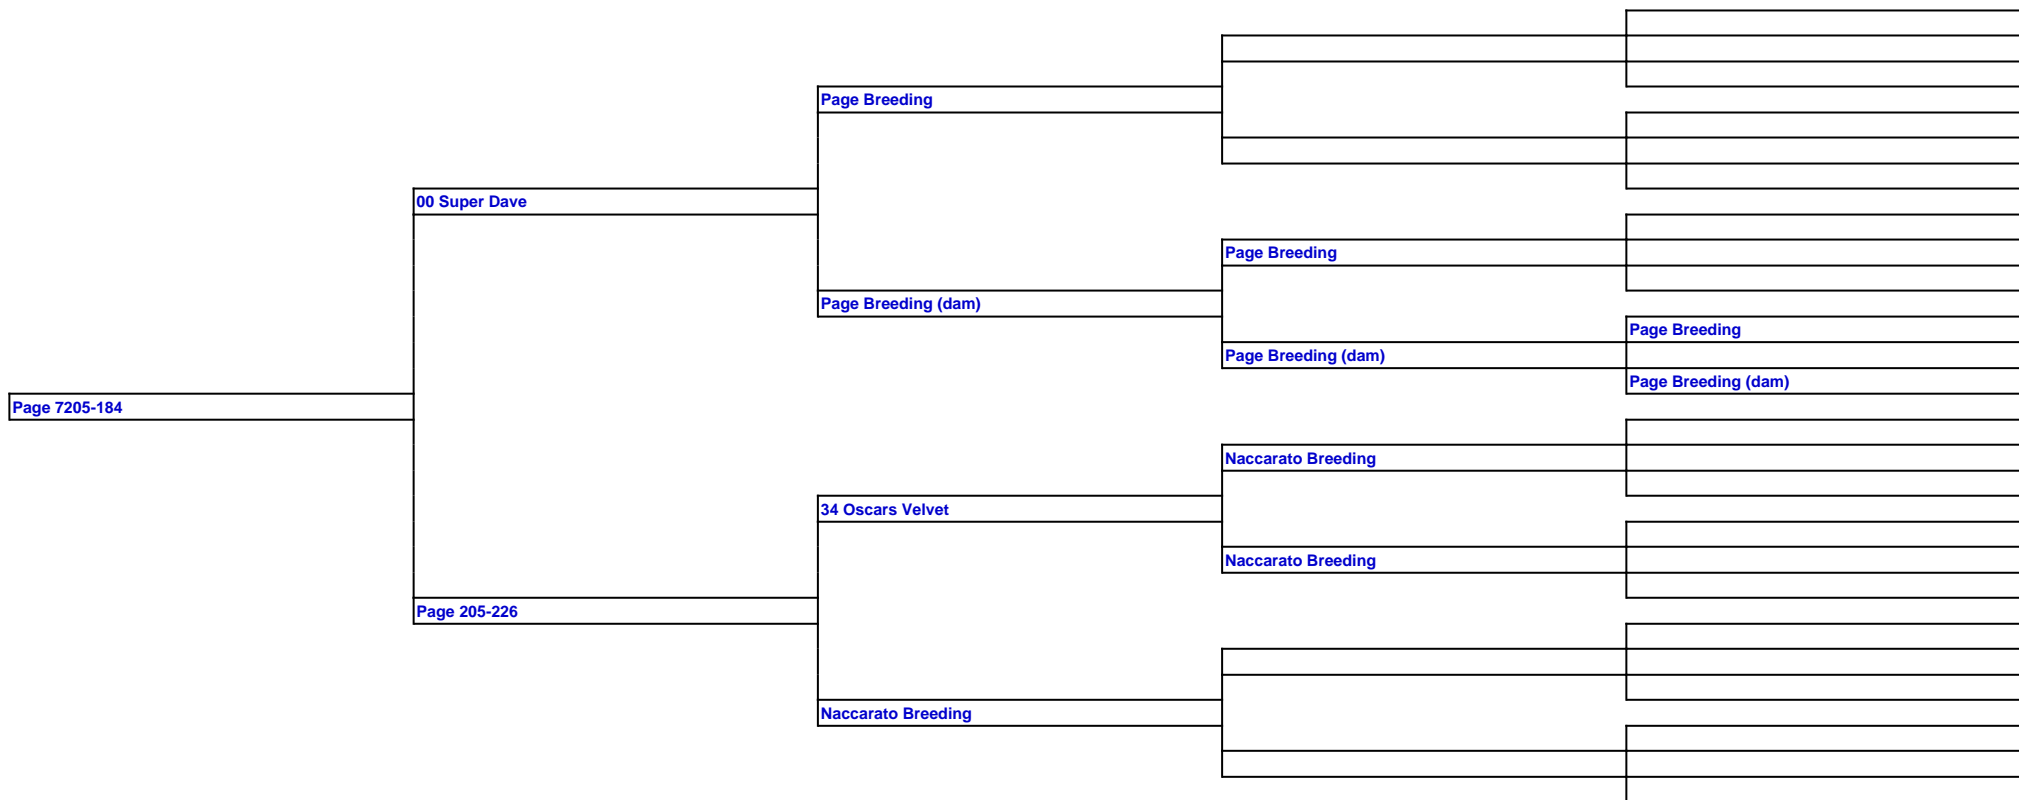 Page Breeding
00 Super Dave
Page Breeding
Page Breeding (dam)
Page Breeding
Page Breeding (dam)
Page Breeding (dam)
Page 7205-184
Naccarato Breeding
34 Oscars Velvet
Naccarato Breeding
Page 205-226
Naccarato Breeding